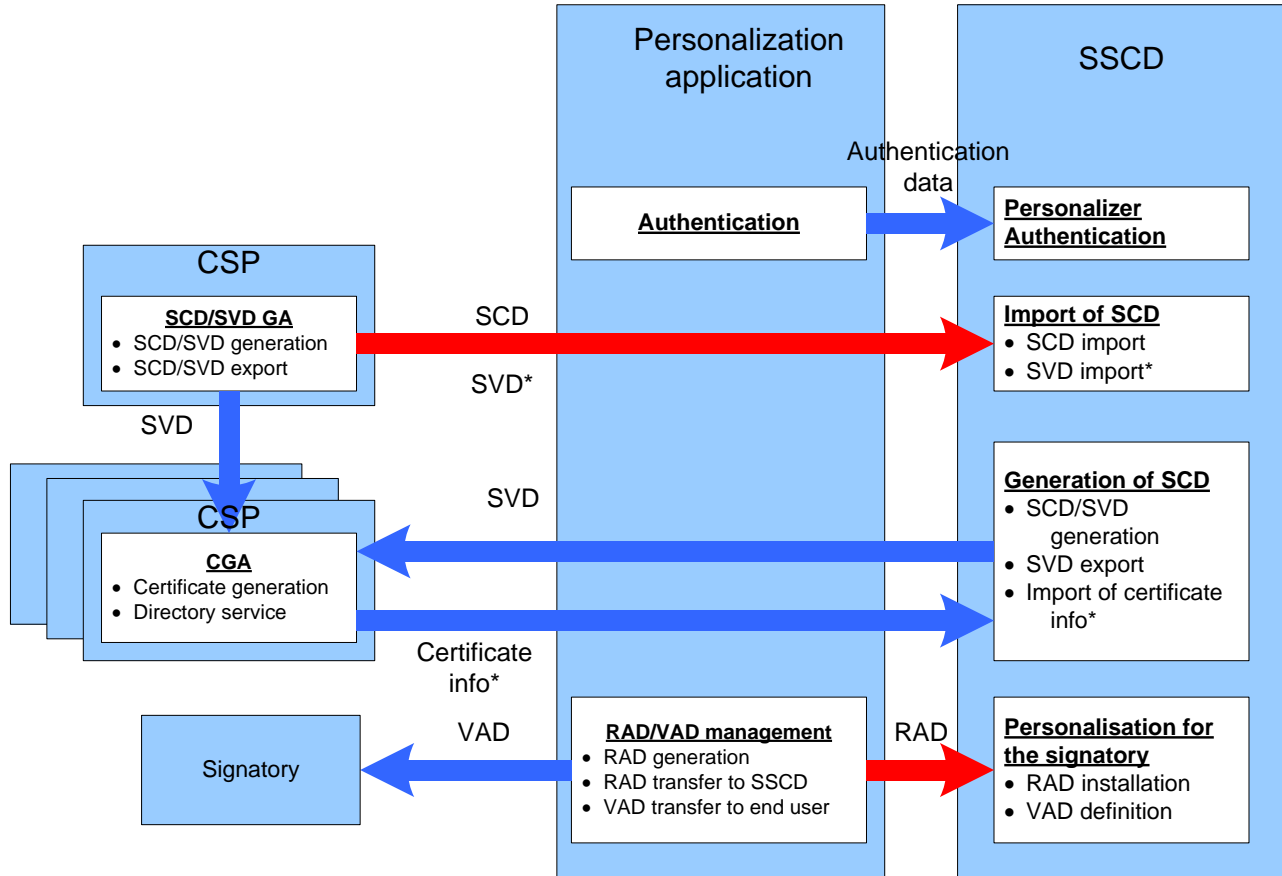 Personalization
application
SSCD
Authentication
data
Authentication
Personalizer
Authentication
CSP
SCD/SVD GA
• SCD/SVD generation
• SCD/SVD export
SCD
SVD*
Import of SCD
• SCD import
• SVD import*
SVD
CSP
CGA
• Certificate generation
• Directory service
SVD
Generation of SCD
• SCD/SVD
generation
• SVD export
• Import of certificate
info*
Certificate
info*
Signatory
VAD
RAD/VAD management
• RAD generation
• RAD transfer to SSCD
• VAD transfer to end user
RAD
Personalisation for
the signatory
• RAD installation
• VAD definition